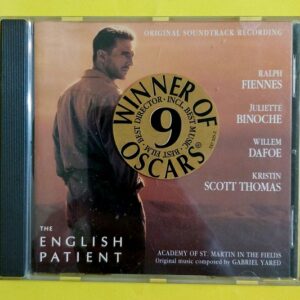 ORIGINAL SOUNDTRACK RECORDING
RALPH
FIENNES
JULIETTE
BINOCHE
WILLEM
DAFOE
KRISTIN
SCOTT THOMAS
WINNER OF
9
OSCARS®
BEST FILM · BEST DIRECTOR · INCL. BEST MUSIC
THE
ENGLISH
PATIENT
ACADEMY OF ST. MARTIN IN THE FIELDS
Original music composed by GABRIEL YARED